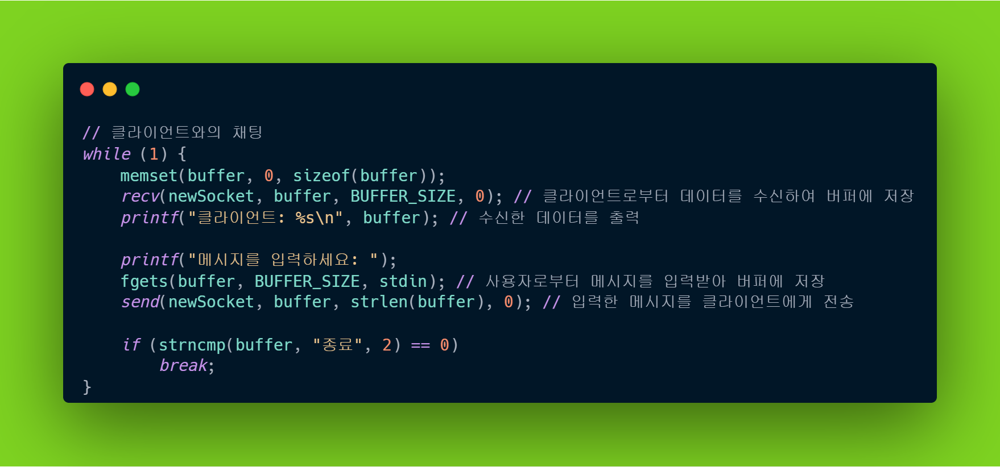 // 클라이언트와의 채팅
while (1) {
    memset(buffer, 0, sizeof(buffer));
    recv(newSocket, buffer, BUFFER_SIZE, 0); // 클라이언트로부터 데이터를 수신하여 버퍼에 저장
    printf("클라이언트: %s\n", buffer); // 수신한 데이터를 출력

    printf("메시지를 입력하세요: ");
    fgets(buffer, BUFFER_SIZE, stdin); // 사용자로부터 메시지를 입력받아 버퍼에 저장
    send(newSocket, buffer, strlen(buffer), 0); // 입력한 메시지를 클라이언트에게 전송

    if (strncmp(buffer, "종료", 2) == 0)
        break;
}